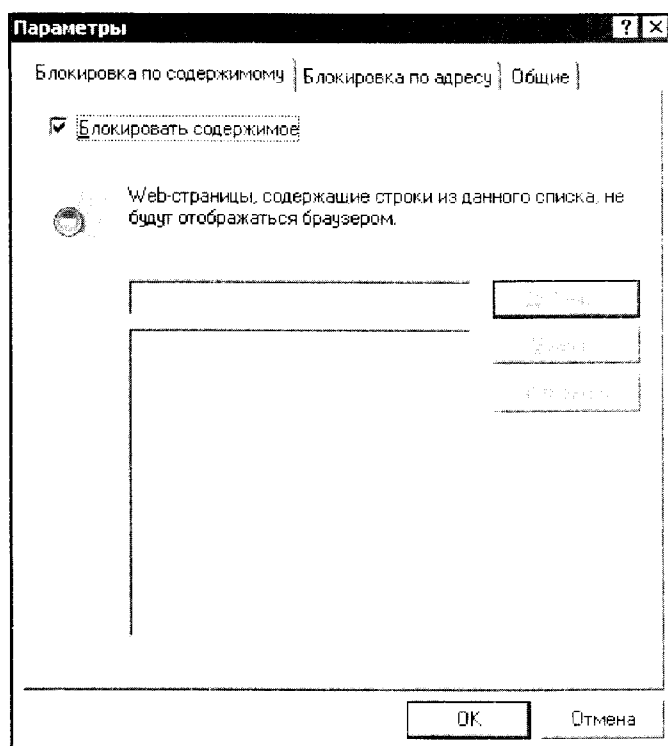 Параметры
Блокировка по содержимому Блокировка по адресу Общие
Блокировать содержимое
Web-страницы, содержащие строки из данного списка, не
будут отображаться браузером.
OK Отмена